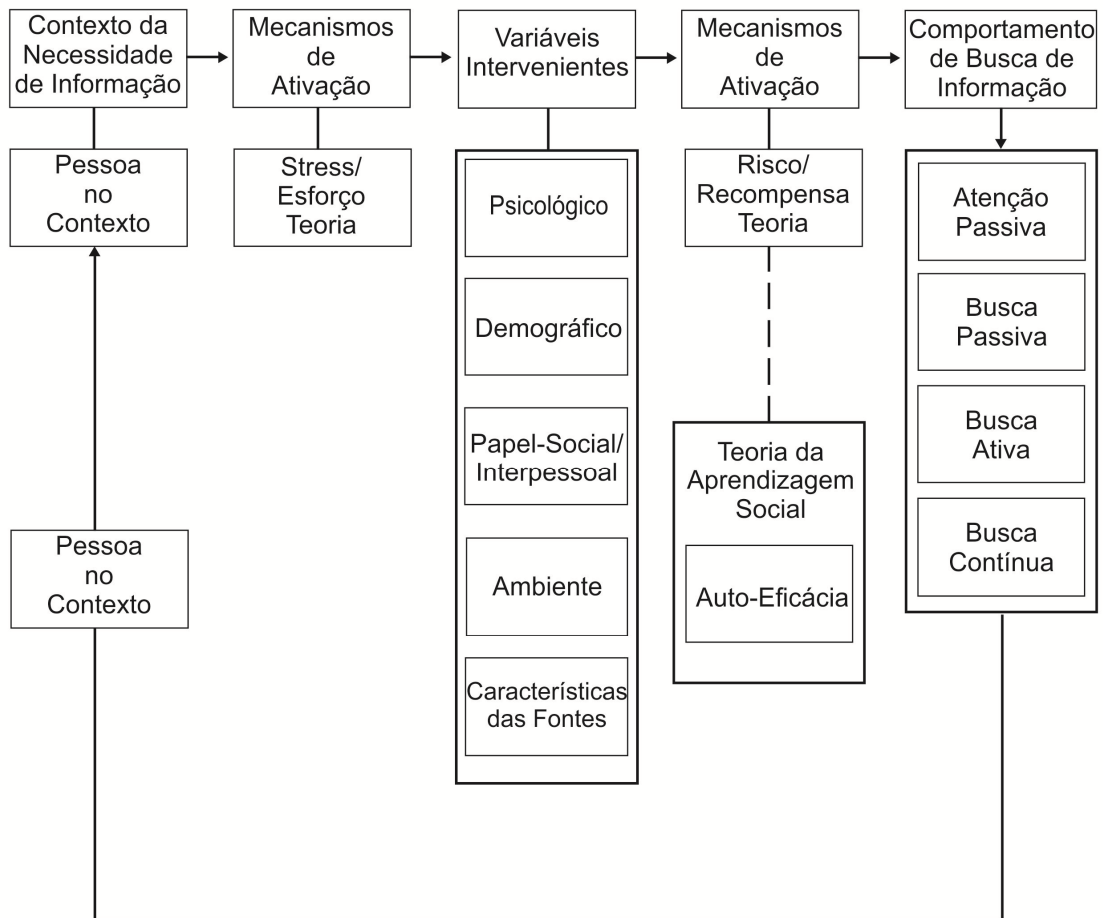 Contexto da
Necessidade
de Informação
Mecanismos
de
Ativação
Variáveis
Intervenientes
Mecanismos
de
Ativação
Comportamento
de Busca de
Informação
Pessoa
no
Contexto
Stress/
Esforço
Teoria
Psicológico
Demográfico
Papel-Social/
Interpessoal
Ambiente
Características
das Fontes
Risco/
Recompensa
Teoria
Teoria da
Aprendizagem
Social
Auto-Eficácia
Atenção
Passiva
Busca
Passiva
Busca
Ativa
Busca
Contínua
Pessoa
no
Contexto